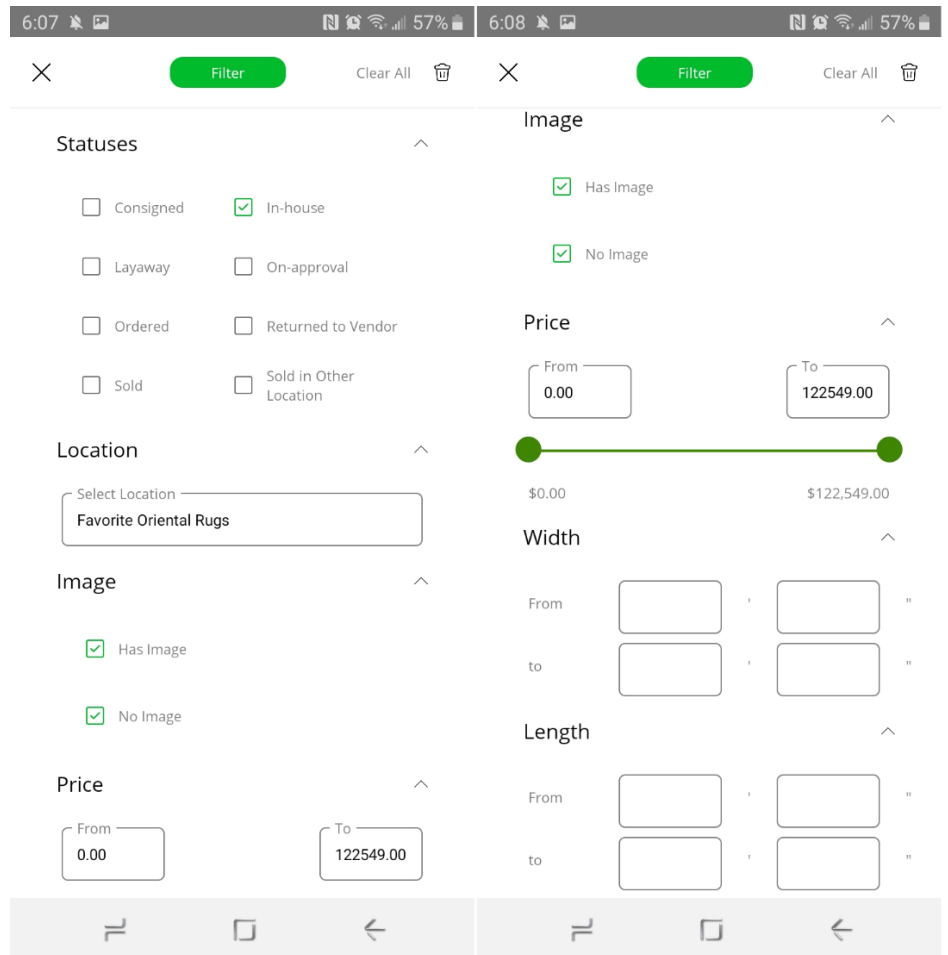 6:07 57%
Filter Clear All
Statuses
Consigned In-house
Layaway On-approval
Ordered Returned to Vendor
Sold Sold in Other
Location
Location
Select Location
Favorite Oriental Rugs
Image
Has Image
No Image
Price
From To
0.00 122549.00
6:08 57%
Filter Clear All
Image
Has Image
No Image
Price
From To
0.00 122549.00
$0.00 $122,549.00
Width
From ' "
to ' "
Length
From ' "
to ' "